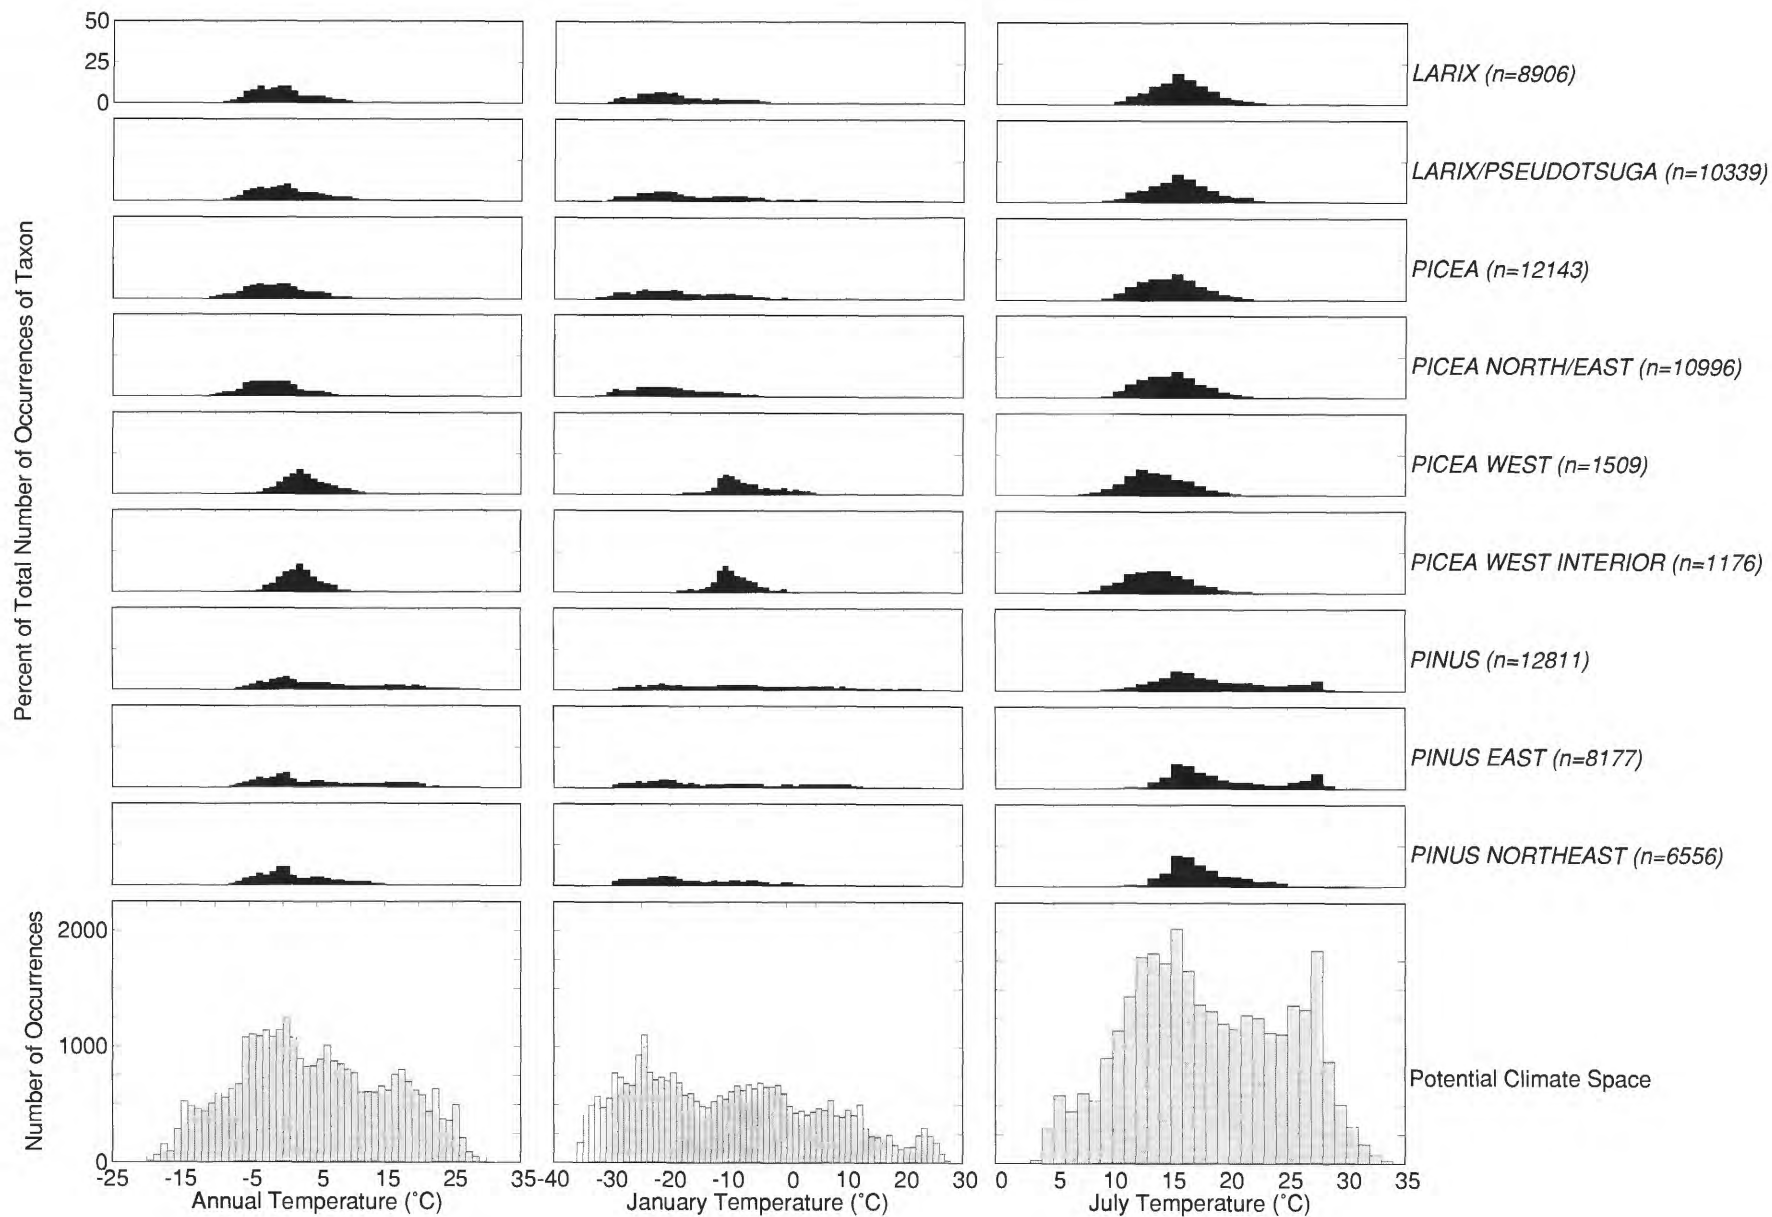 50
25
0
LARIX (n=8906)
LARIX/PSEUDOTSUGA (n=10339)
PICEA (n=12143)
PICEA NORTH/EAST (n=10996)
PICEA WEST (n=1509)
PICEA WEST INTERIOR (n=1176)
PINUS (n=12811)
PINUS EAST (n=8177)
PINUS NORTHEAST (n=6556)
Percent of Total Number of Occurrences of Taxon
Number of Occurrences
2000
1000
0
Potential Climate Space
-25 -15 -5 5 15 25 35
-40 -30 -20 -10 0 10 20 30
0 5 10 15 20 25 30 35
Annual Temperature (°C)
January Temperature (°C)
July Temperature (°C)